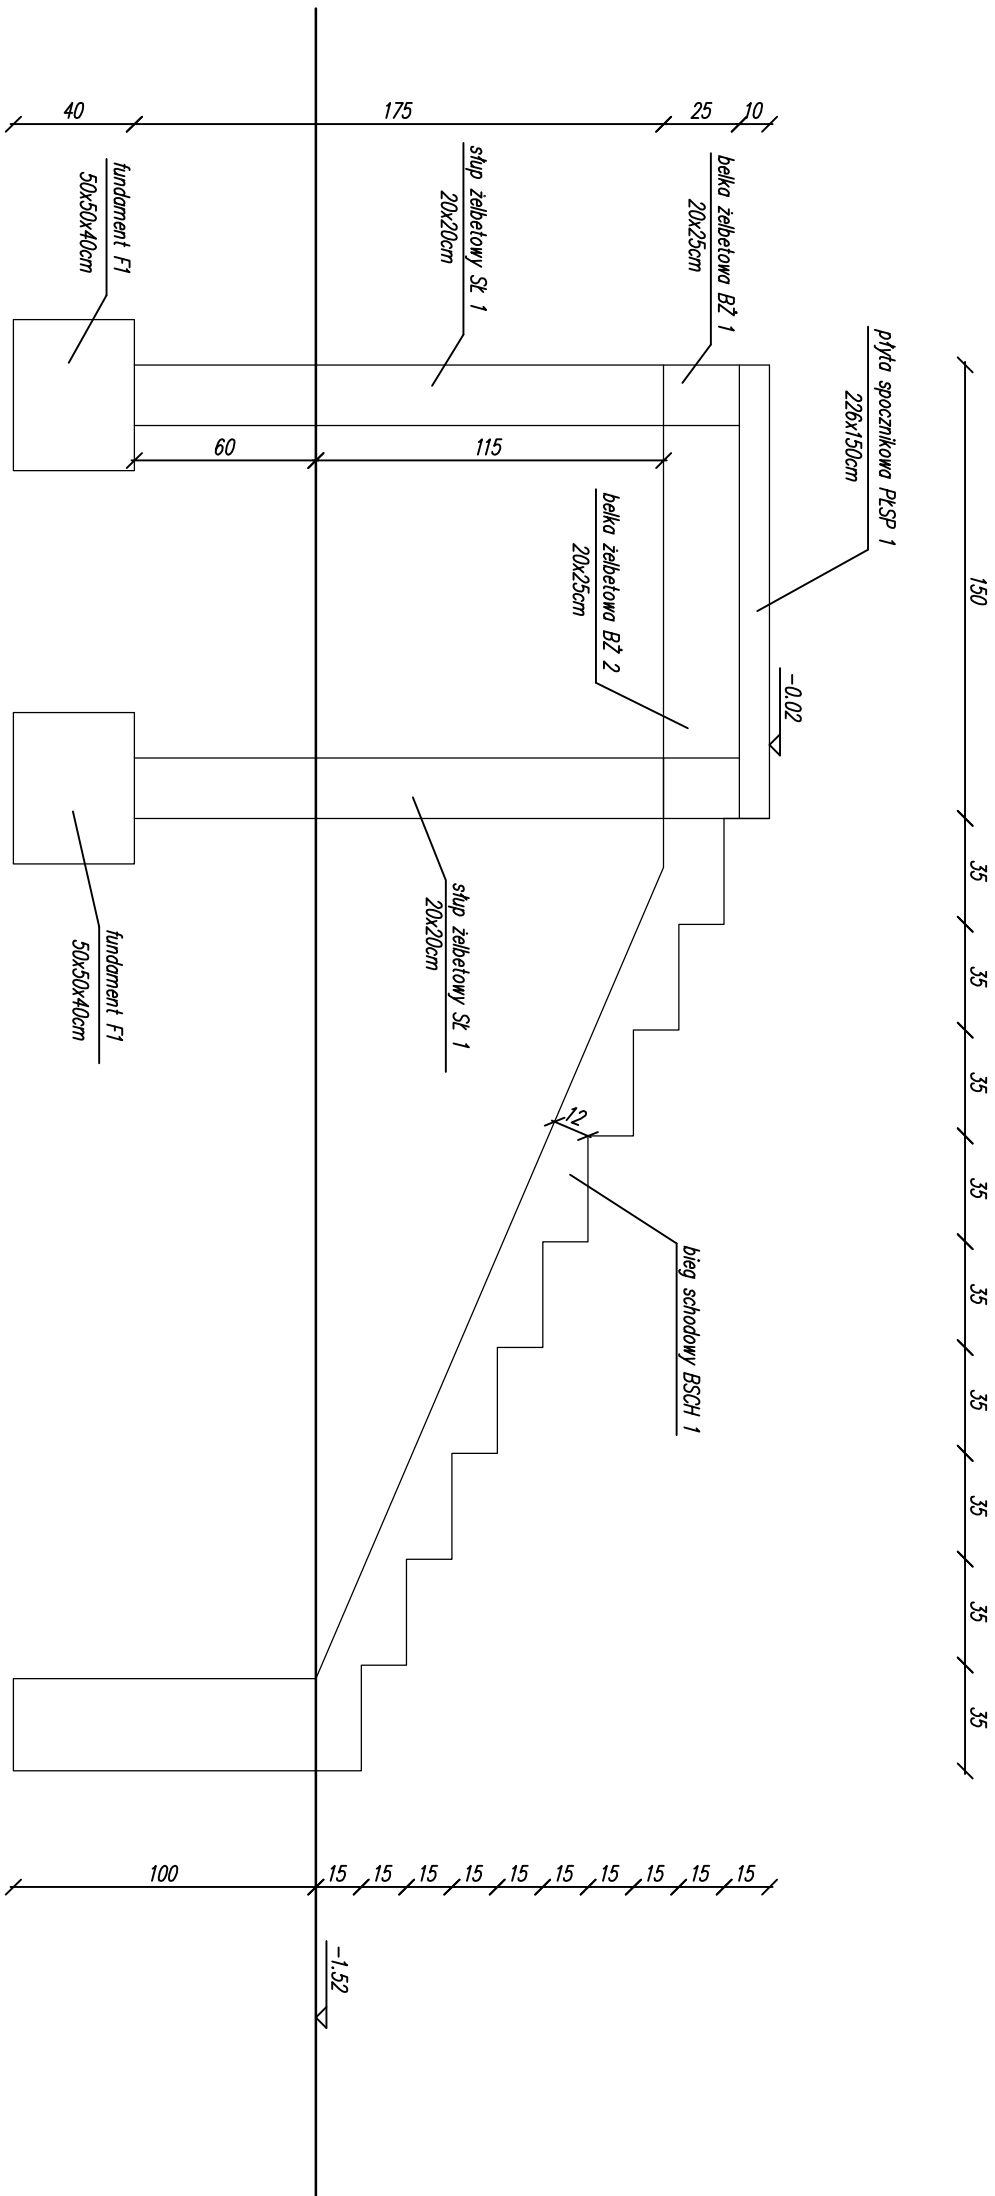 150
35
35
35
35
35
35
35
35
35
płyta spocznikowa PŁSP 1
226x150cm
-0.02
belka żelbetowa BŻ 1
20x25cm
belka żelbetowa BŻ 2
20x25cm
słup żelbetowy SŁ 1
20x20cm
słup żelbetowy SŁ 1
20x20cm
bieg schodowy BSCH 1
12
fundament F1
50x50x40cm
fundament F1
50x50x40cm
10
25
175
40
115
60
15
15
15
15
15
15
15
15
15
15
100
-1.52